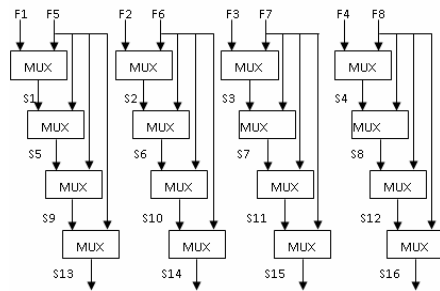 F1 F5 F2 F6 F3 F7 F4 F8
MUX MUX MUX MUX
S1 S2 S3 S4
MUX MUX MUX MUX
S5 S6 S7 S8
MUX MUX MUX MUX
S9 S10 S11 S12
MUX MUX MUX MUX
S13 S14 S15 S16